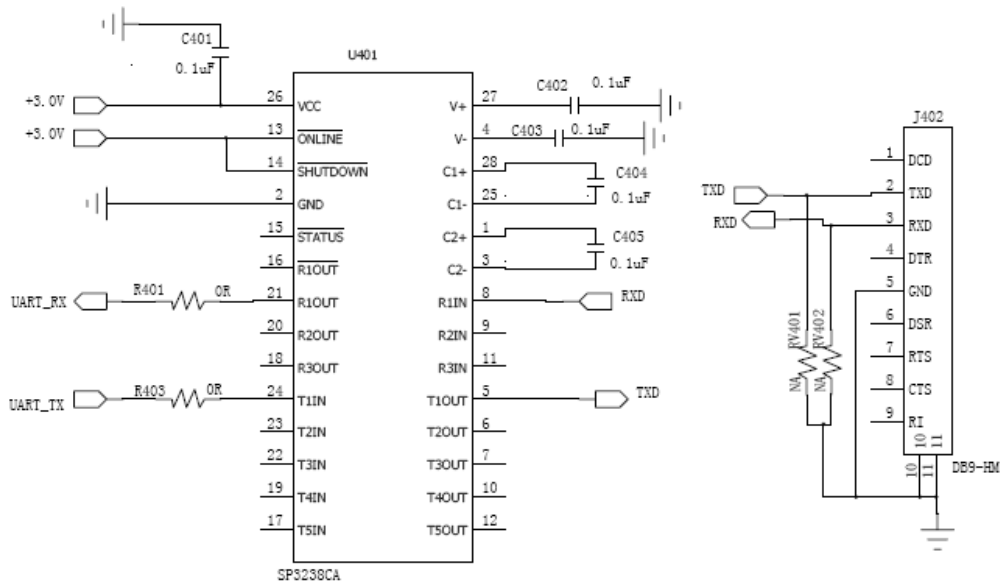 U401
C401
0.1uF
+3.0V
26 VCC
+3.0V
13 ONLINE
14 SHUTDOWN
2 GND
15 STATUS
16 R1OUT
UART_RX R401 0R 21 R1OUT
20 R2OUT
18 R3OUT
UART_TX R403 0R 24 T1IN
23 T2IN
22 T3IN
19 T4IN
17 T5IN
V+ 27 C402 0.1uF
V- 4 C403 0.1uF
C1+ 28 C404
C1- 25 0.1uF
C2+ 1 C405
C2- 3 0.1uF
R1IN 8 RXD
R2IN 9
R3IN 11
T1OUT 5 TXD
T2OUT 6
T3OUT 7
T4OUT 10
T5OUT 12
SP3238CA
J402
1 DCD
TXD 2 TXD
RXD 3 RXD
4 DTR
5 GND
6 DSR
7 RTS
8 CTS
9 RI
RV401 NA
RV402 NA
10 11
10 11
DB9-HM